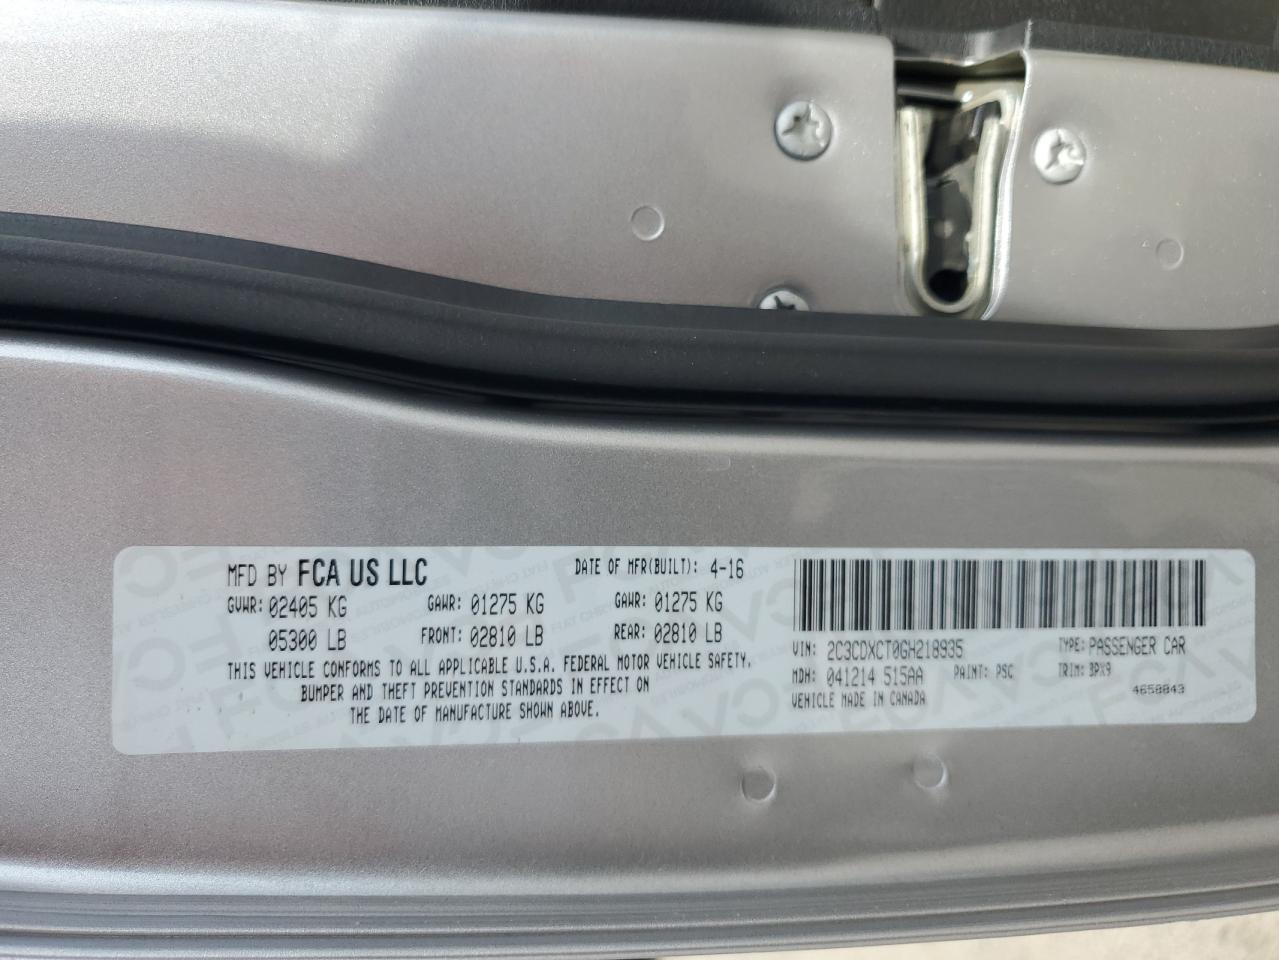 MFD BY FCA US LLC DATE OF MFR(BUILT): 4-16
GVWR: 02405 KG GAWR: 01275 KG GAWR: 01275 KG
05300 LB FRONT: 02810 LB REAR: 02810 LB
THIS VEHICLE CONFORMS TO ALL APPLICABLE U.S.A. FEDERAL MOTOR VEHICLE SAFETY,
BUMPER AND THEFT PREVENTION STANDARDS IN EFFECT ON
THE DATE OF MANUFACTURE SHOWN ABOVE.
VIN: 2C3CDXCT0GH218935 TYPE: PASSENGER CAR
MDH: 041214 515AA PAINT: PSC TRIM: BPX9
VEHICLE MADE IN CANADA 4658843